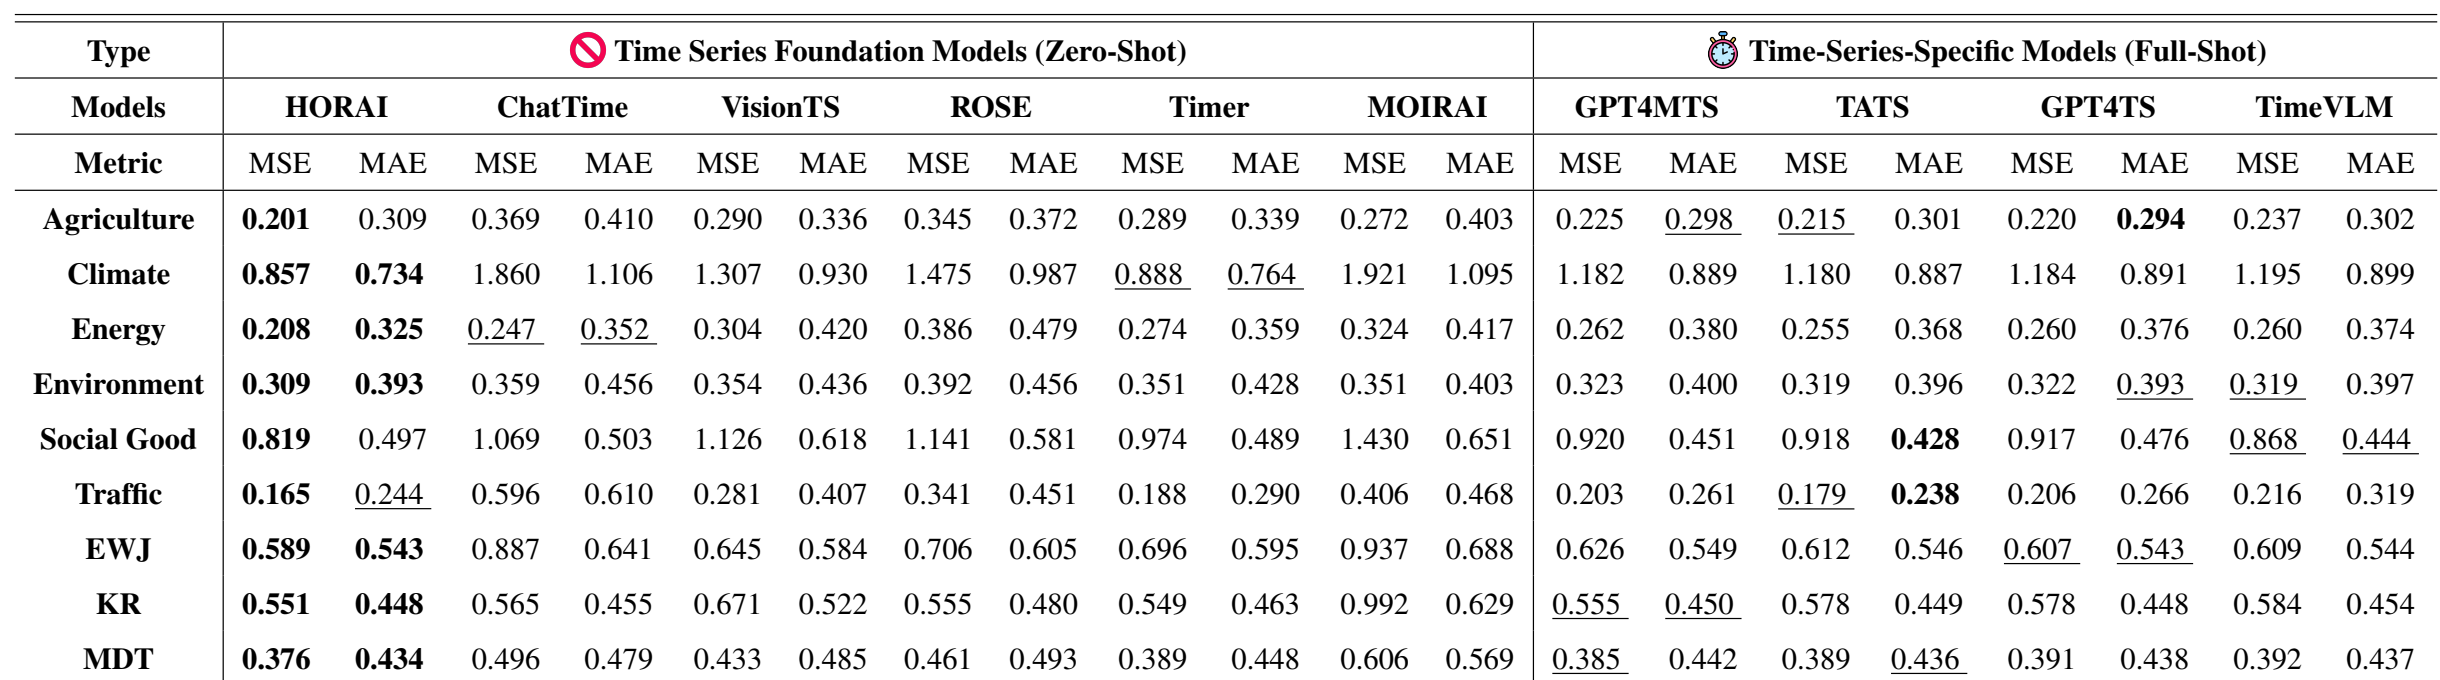 Type Time Series Foundation Models (Zero-Shot) Time-Series-Specific Models (Full-Shot)
Models HORAI ChatTime VisionTS ROSE Timer MOIRAI GPT4MTS TATS GPT4TS TimeVLM
Metric MSE MAE MSE MAE MSE MAE MSE MAE MSE MAE MSE MAE MSE MAE MSE MAE MSE MAE MSE MAE
Agriculture 0.201 0.309 0.369 0.410 0.290 0.336 0.345 0.372 0.289 0.339 0.272 0.403 0.225 0.298 0.215 0.301 0.220 0.294 0.237 0.302
Climate 0.857 0.734 1.860 1.106 1.307 0.930 1.475 0.987 0.888 0.764 1.921 1.095 1.182 0.889 1.180 0.887 1.184 0.891 1.195 0.899
Energy 0.208 0.325 0.247 0.352 0.304 0.420 0.386 0.479 0.274 0.359 0.324 0.417 0.262 0.380 0.255 0.368 0.260 0.376 0.260 0.374
Environment 0.309 0.393 0.359 0.456 0.354 0.436 0.392 0.456 0.351 0.428 0.351 0.403 0.323 0.400 0.319 0.396 0.322 0.393 0.319 0.397
Social Good 0.819 0.497 1.069 0.503 1.126 0.618 1.141 0.581 0.974 0.489 1.430 0.651 0.920 0.451 0.918 0.428 0.917 0.476 0.868 0.444
Traffic 0.165 0.244 0.596 0.610 0.281 0.407 0.341 0.451 0.188 0.290 0.406 0.468 0.203 0.261 0.179 0.238 0.206 0.266 0.216 0.319
EWJ 0.589 0.543 0.887 0.641 0.645 0.584 0.706 0.605 0.696 0.595 0.937 0.688 0.626 0.549 0.612 0.546 0.607 0.543 0.609 0.544
KR 0.551 0.448 0.565 0.455 0.671 0.522 0.555 0.480 0.549 0.463 0.992 0.629 0.555 0.450 0.578 0.449 0.578 0.448 0.584 0.454
MDT 0.376 0.434 0.496 0.479 0.433 0.485 0.461 0.493 0.389 0.448 0.606 0.569 0.385 0.442 0.389 0.436 0.391 0.438 0.392 0.437